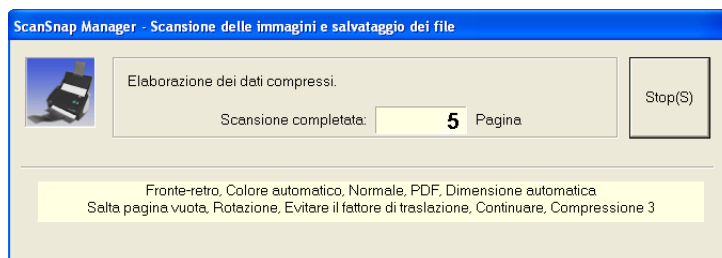 ScanSnap Manager - Scansione delle immagini e salvataggio dei file
Elaborazione dei dati compressi.
Scansione completata: 5 Pagina
Stop(S)
Fronte-retro, Colore automatico, Normale, PDF, Dimensione automatica
Salta pagina vuota, Rotazione, Evitare il fattore di traslazione, Continuare, Compressione 3